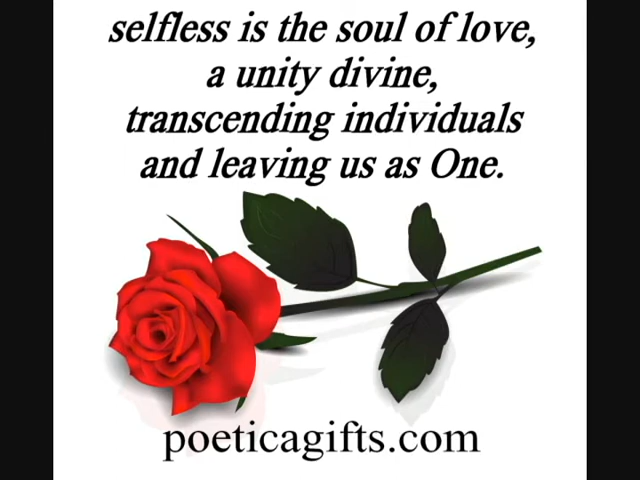 selfless is the soul of love,
a unity divine,
transcending individuals
and leaving us as One.
poeticagifts.com